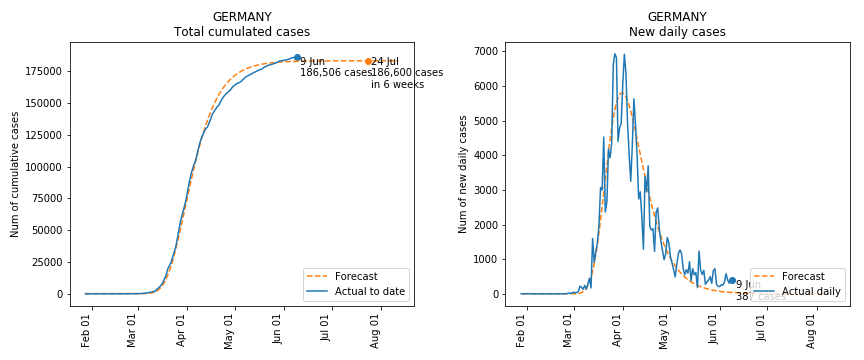 GERMANY
Total cumulated cases
Num of cumulative cases
175000
150000
125000
100000
75000
50000
25000
0
9 Jun
186,506 cases
24 Jul
186,600 cases
in 6 weeks
Forecast
Actual to date
Feb 01
Mar 01
Apr 01
May 01
Jun 01
Jul 01
Aug 01
GERMANY
New daily cases
Num of new daily cases
7000
6000
5000
4000
3000
2000
1000
0
9 Jun
387 cases
Forecast
Actual daily
Feb 01
Mar 01
Apr 01
May 01
Jun 01
Jul 01
Aug 01